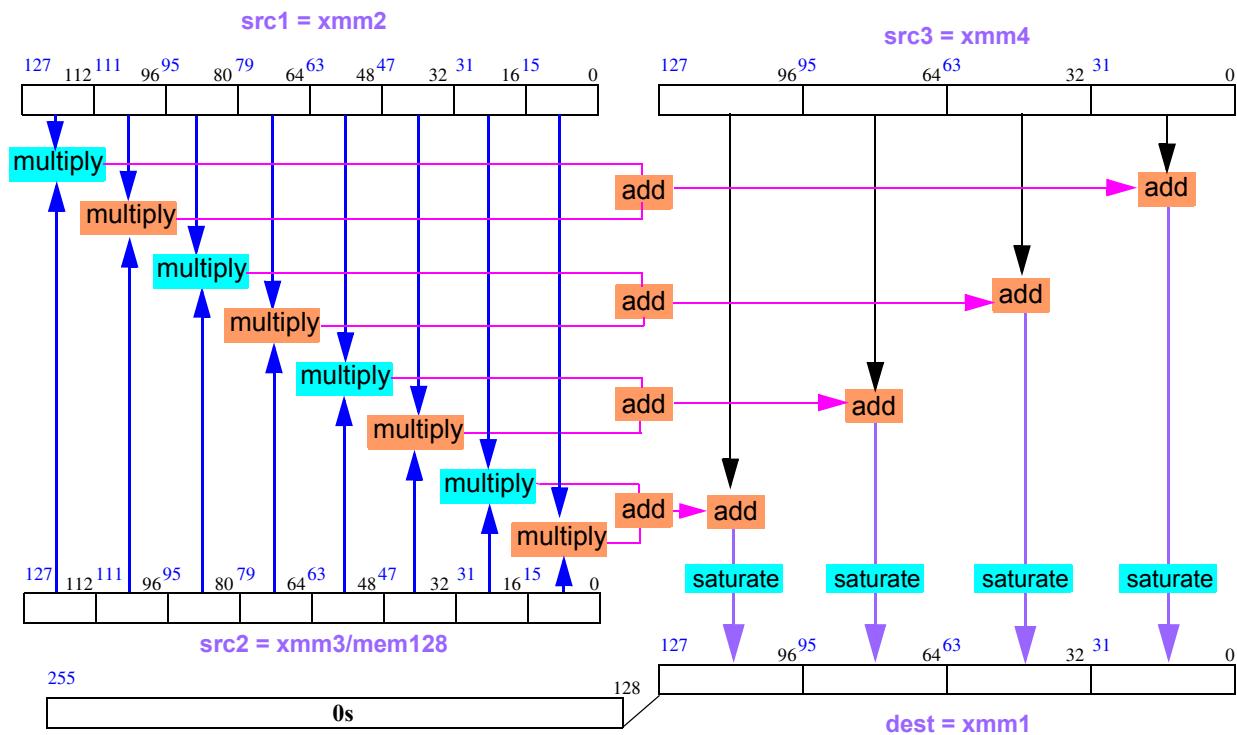 src1 = xmm2
src3 = xmm4
127 112 111 96 95 80 79 64 63 48 47 32 31 16 15 0
127 96 95 64 63 32 31 0
multiply
add
add
multiply
multiply
add
add
multiply
multiply
add
add
multiply
multiply
add
add
multiply
saturate saturate saturate saturate
127 112 111 96 95 80 79 64 63 48 47 32 31 16 15 0
src2 = xmm3/mem128
127 96 95 64 63 32 31 0
255 128
0s
dest = xmm1